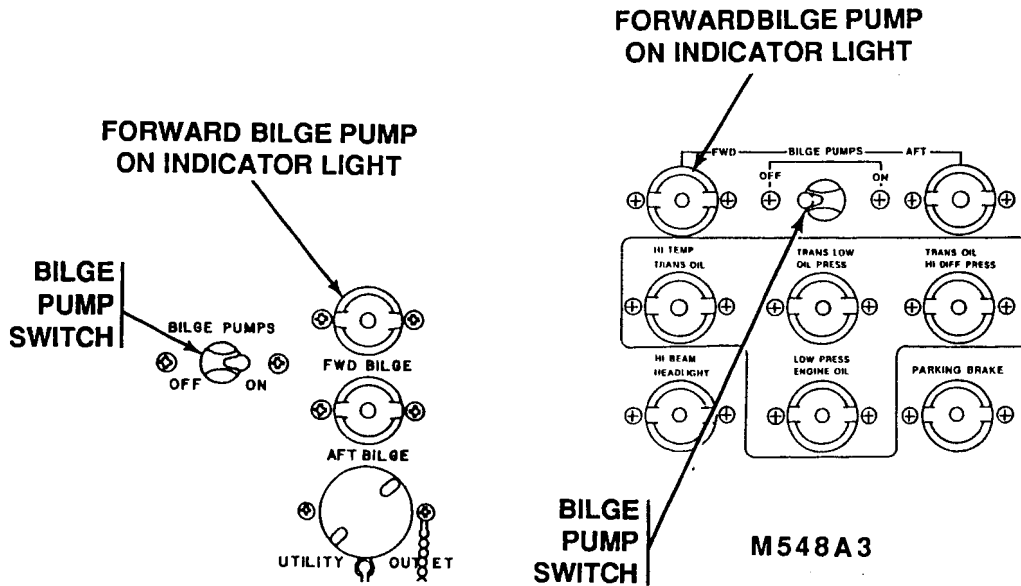 FORWARD BILGE PUMP
ON INDICATOR LIGHT
BILGE
PUMP
SWITCH
BILGE PUMPS
OFF ON
FWD BILGE
AFT BILGE
UTILITY OUTLET
FORWARDBILGE PUMP
ON INDICATOR LIGHT
FWD BILGE PUMPS AFT
OFF ON
HI TEMP
TRANS OIL
TRANS LOW
OIL PRESS
TRANS OIL
HI DIFF PRESS
HI BEAM
HEADLIGHT
LOW PRESS
ENGINE OIL
PARKING BRAKE
BILGE
PUMP
SWITCH
M548A3